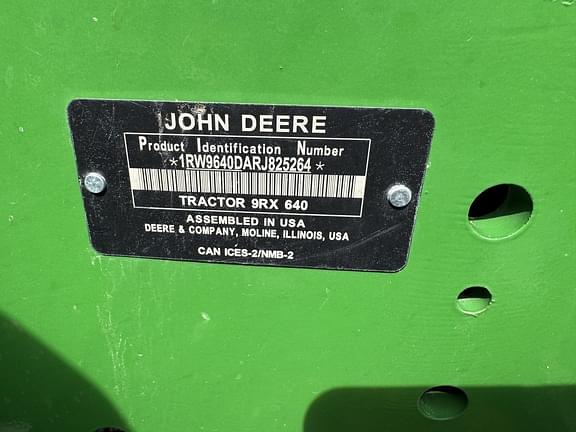 JOHN DEERE
Product Identification Number
*1RW9640DARJ825264*
TRACTOR 9RX 640
ASSEMBLED IN USA
DEERE & COMPANY, MOLINE, ILLINOIS, USA
CAN ICES-2/NMB-2